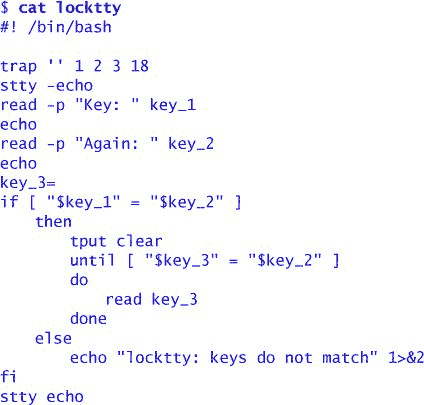 $ cat locktty
#! /bin/bash
trap '' 1 2 3 18
stty -echo
read -p "Key: " key_1
echo
read -p "Again: " key_2
echo
key_3=
if [ "$key_1" = "$key_2" ]
then
tput clear
until [ "$key_3" = "$key_2" ]
do
read key_3
done
else
echo "locktty: keys do not match" 1>&2
fi
stty echo